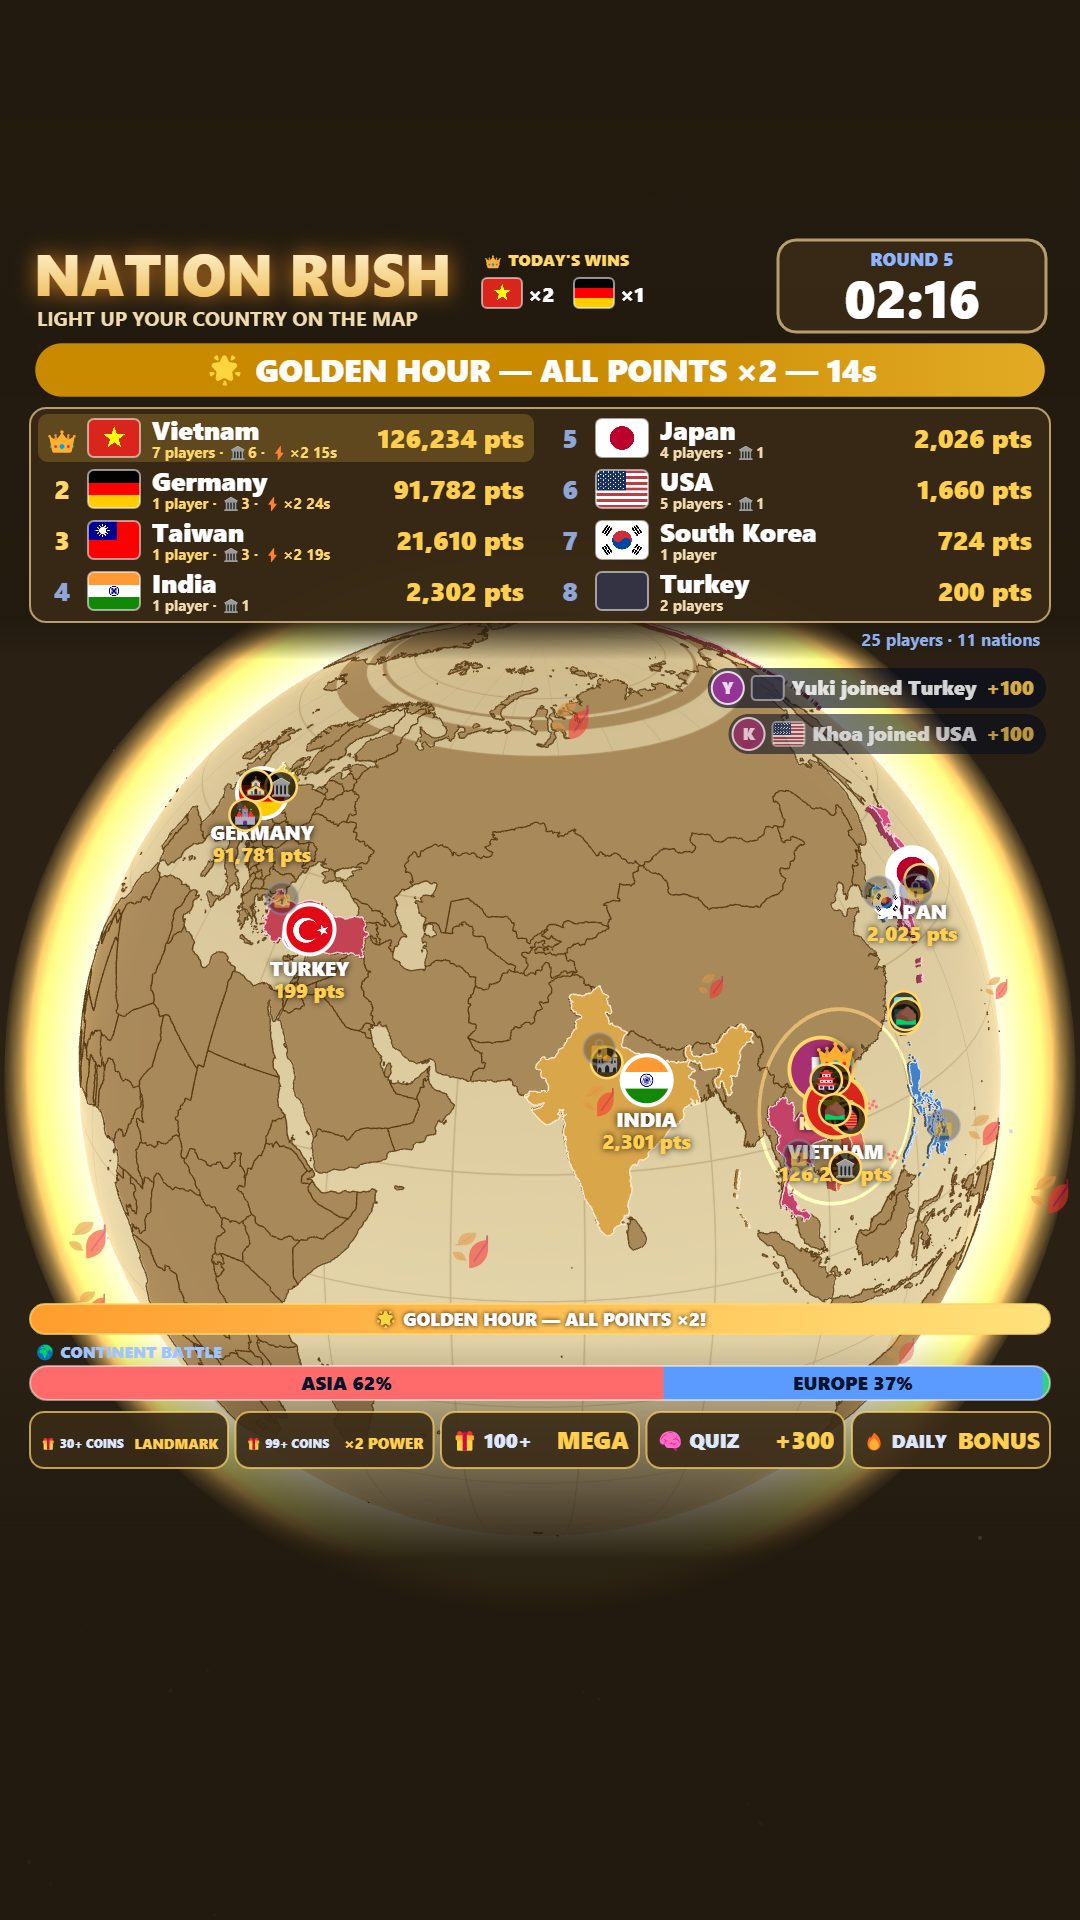 NATION RUSH
LIGHT UP YOUR COUNTRY ON THE MAP
TODAY'S WINS
×2 ×1
ROUND 5
02:16
GOLDEN HOUR — ALL POINTS ×2 — 14s
Vietnam 126,234 pts
7 players · 6 · ×2 15s
2 Germany 91,782 pts
1 player · 3 · ×2 24s
3 Taiwan 21,610 pts
1 player · 3 · ×2 19s
4 India 2,302 pts
1 player · 1
5 Japan 2,026 pts
4 players · 1
6 USA 1,660 pts
5 players · 1
7 South Korea 724 pts
1 player
8 Turkey 200 pts
2 players
25 players · 11 nations
Y Yuki joined Turkey +100
K Khoa joined USA +100
GERMANY
91,781 pts
JAPAN
2,025 pts
TURKEY
199 pts
INDIA
2,301 pts
VIETNAM
pts
GOLDEN HOUR — ALL POINTS ×2!
CONTINENT BATTLE
ASIA 62% EUROPE 37%
30+ COINS LANDMARK
99+ COINS ×2 POWER
100+ MEGA
QUIZ +300
DAILY BONUS